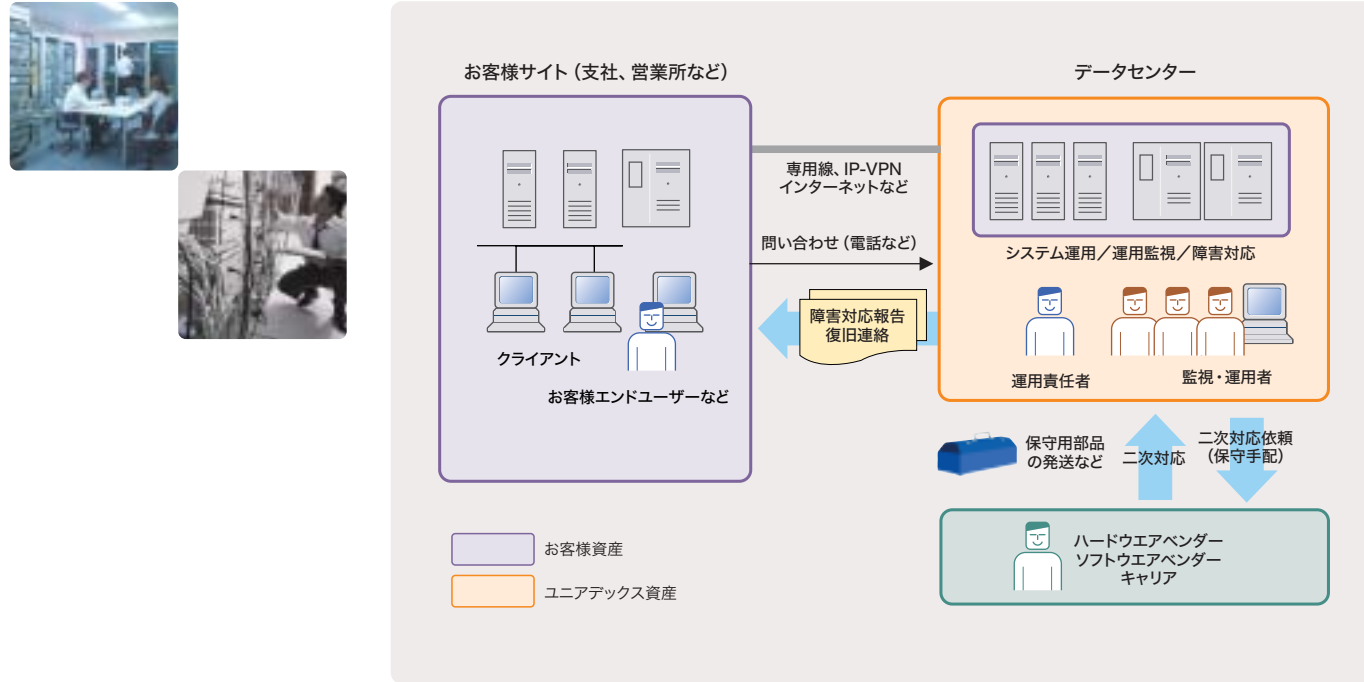 お客様サイト（支社、営業所など）
データセンター
専用線、IP-VPN
インターネットなど
問い合わせ（電話など）
システム運用／運用監視／障害対応
障害対応報告
復旧連絡
クライアント
お客様エンドユーザーなど
運用責任者
監視・運用者
保守用部品
の発送など
二次対応
二次対応依頼
（保守手配）
ハードウエアベンダー
ソフトウエアベンダー
キャリア
お客様資産
ユニアデックス資産